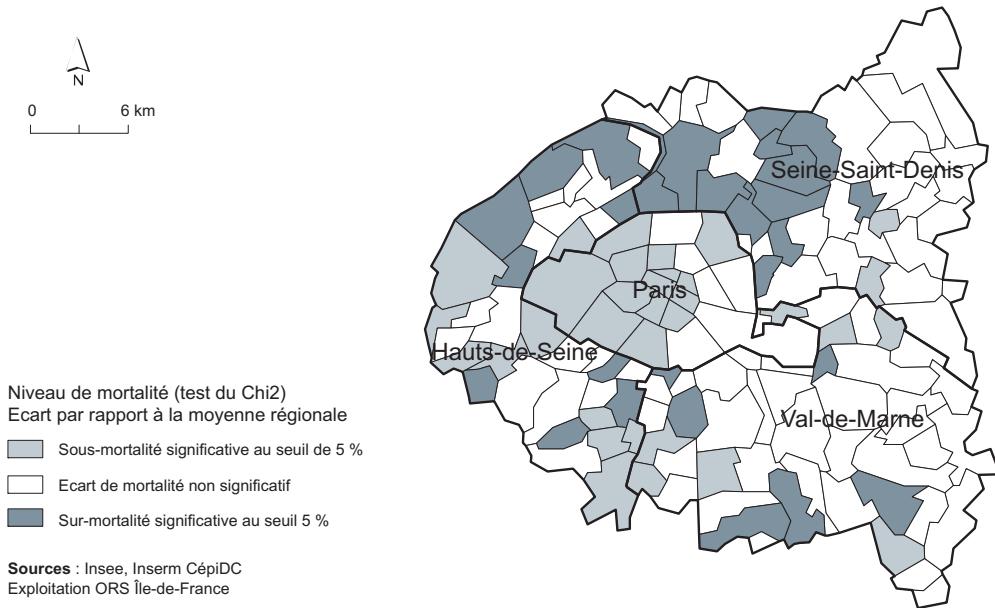 N
0 6 km
Seine-Saint-Denis
Paris
Hauts-de-Seine
Val-de-Marne
Niveau de mortalité (test du Chi2)
Ecart par rapport à la moyenne régionale
Sous-mortalité significative au seuil de 5 %
Ecart de mortalité non significatif
Sur-mortalité significative au seuil 5 %
Sources : Insee, Inserm CépiDC
Exploitation ORS Île-de-France